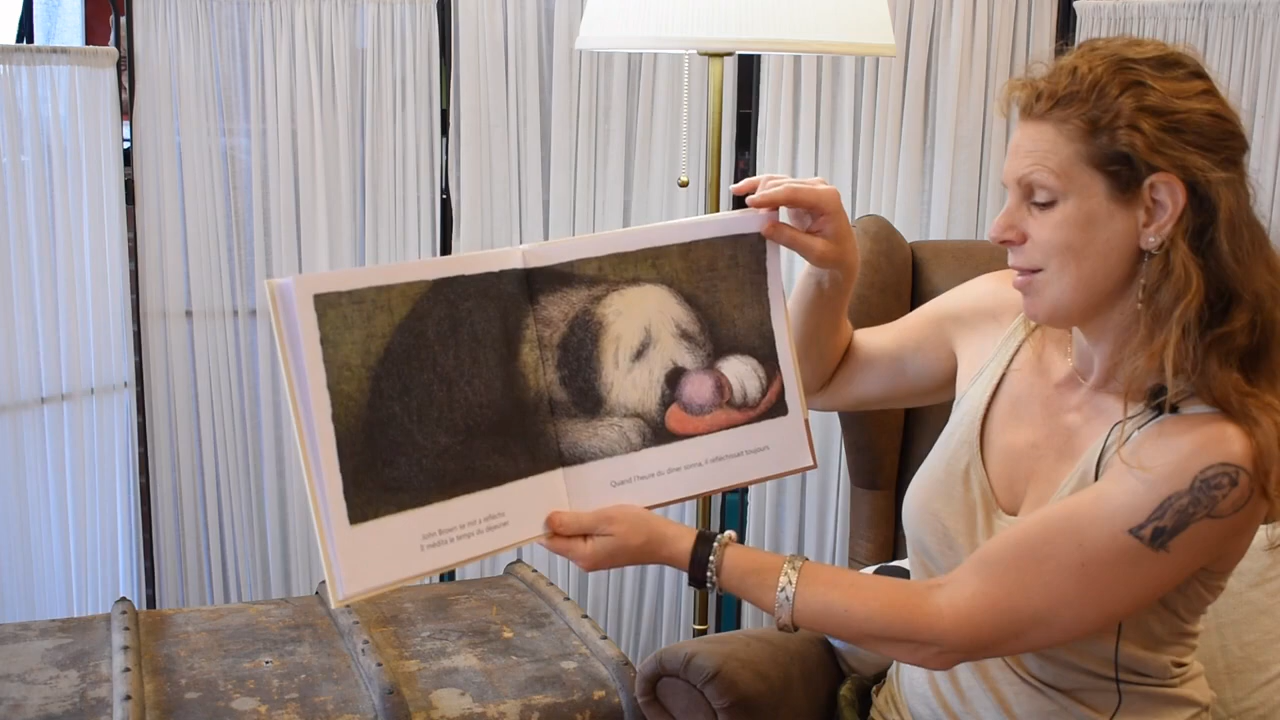 John Brown se mit à réfléchir.
Il médita le temps du déjeuner.
Quand l'heure du dîner sonna, il réfléchissait toujours.